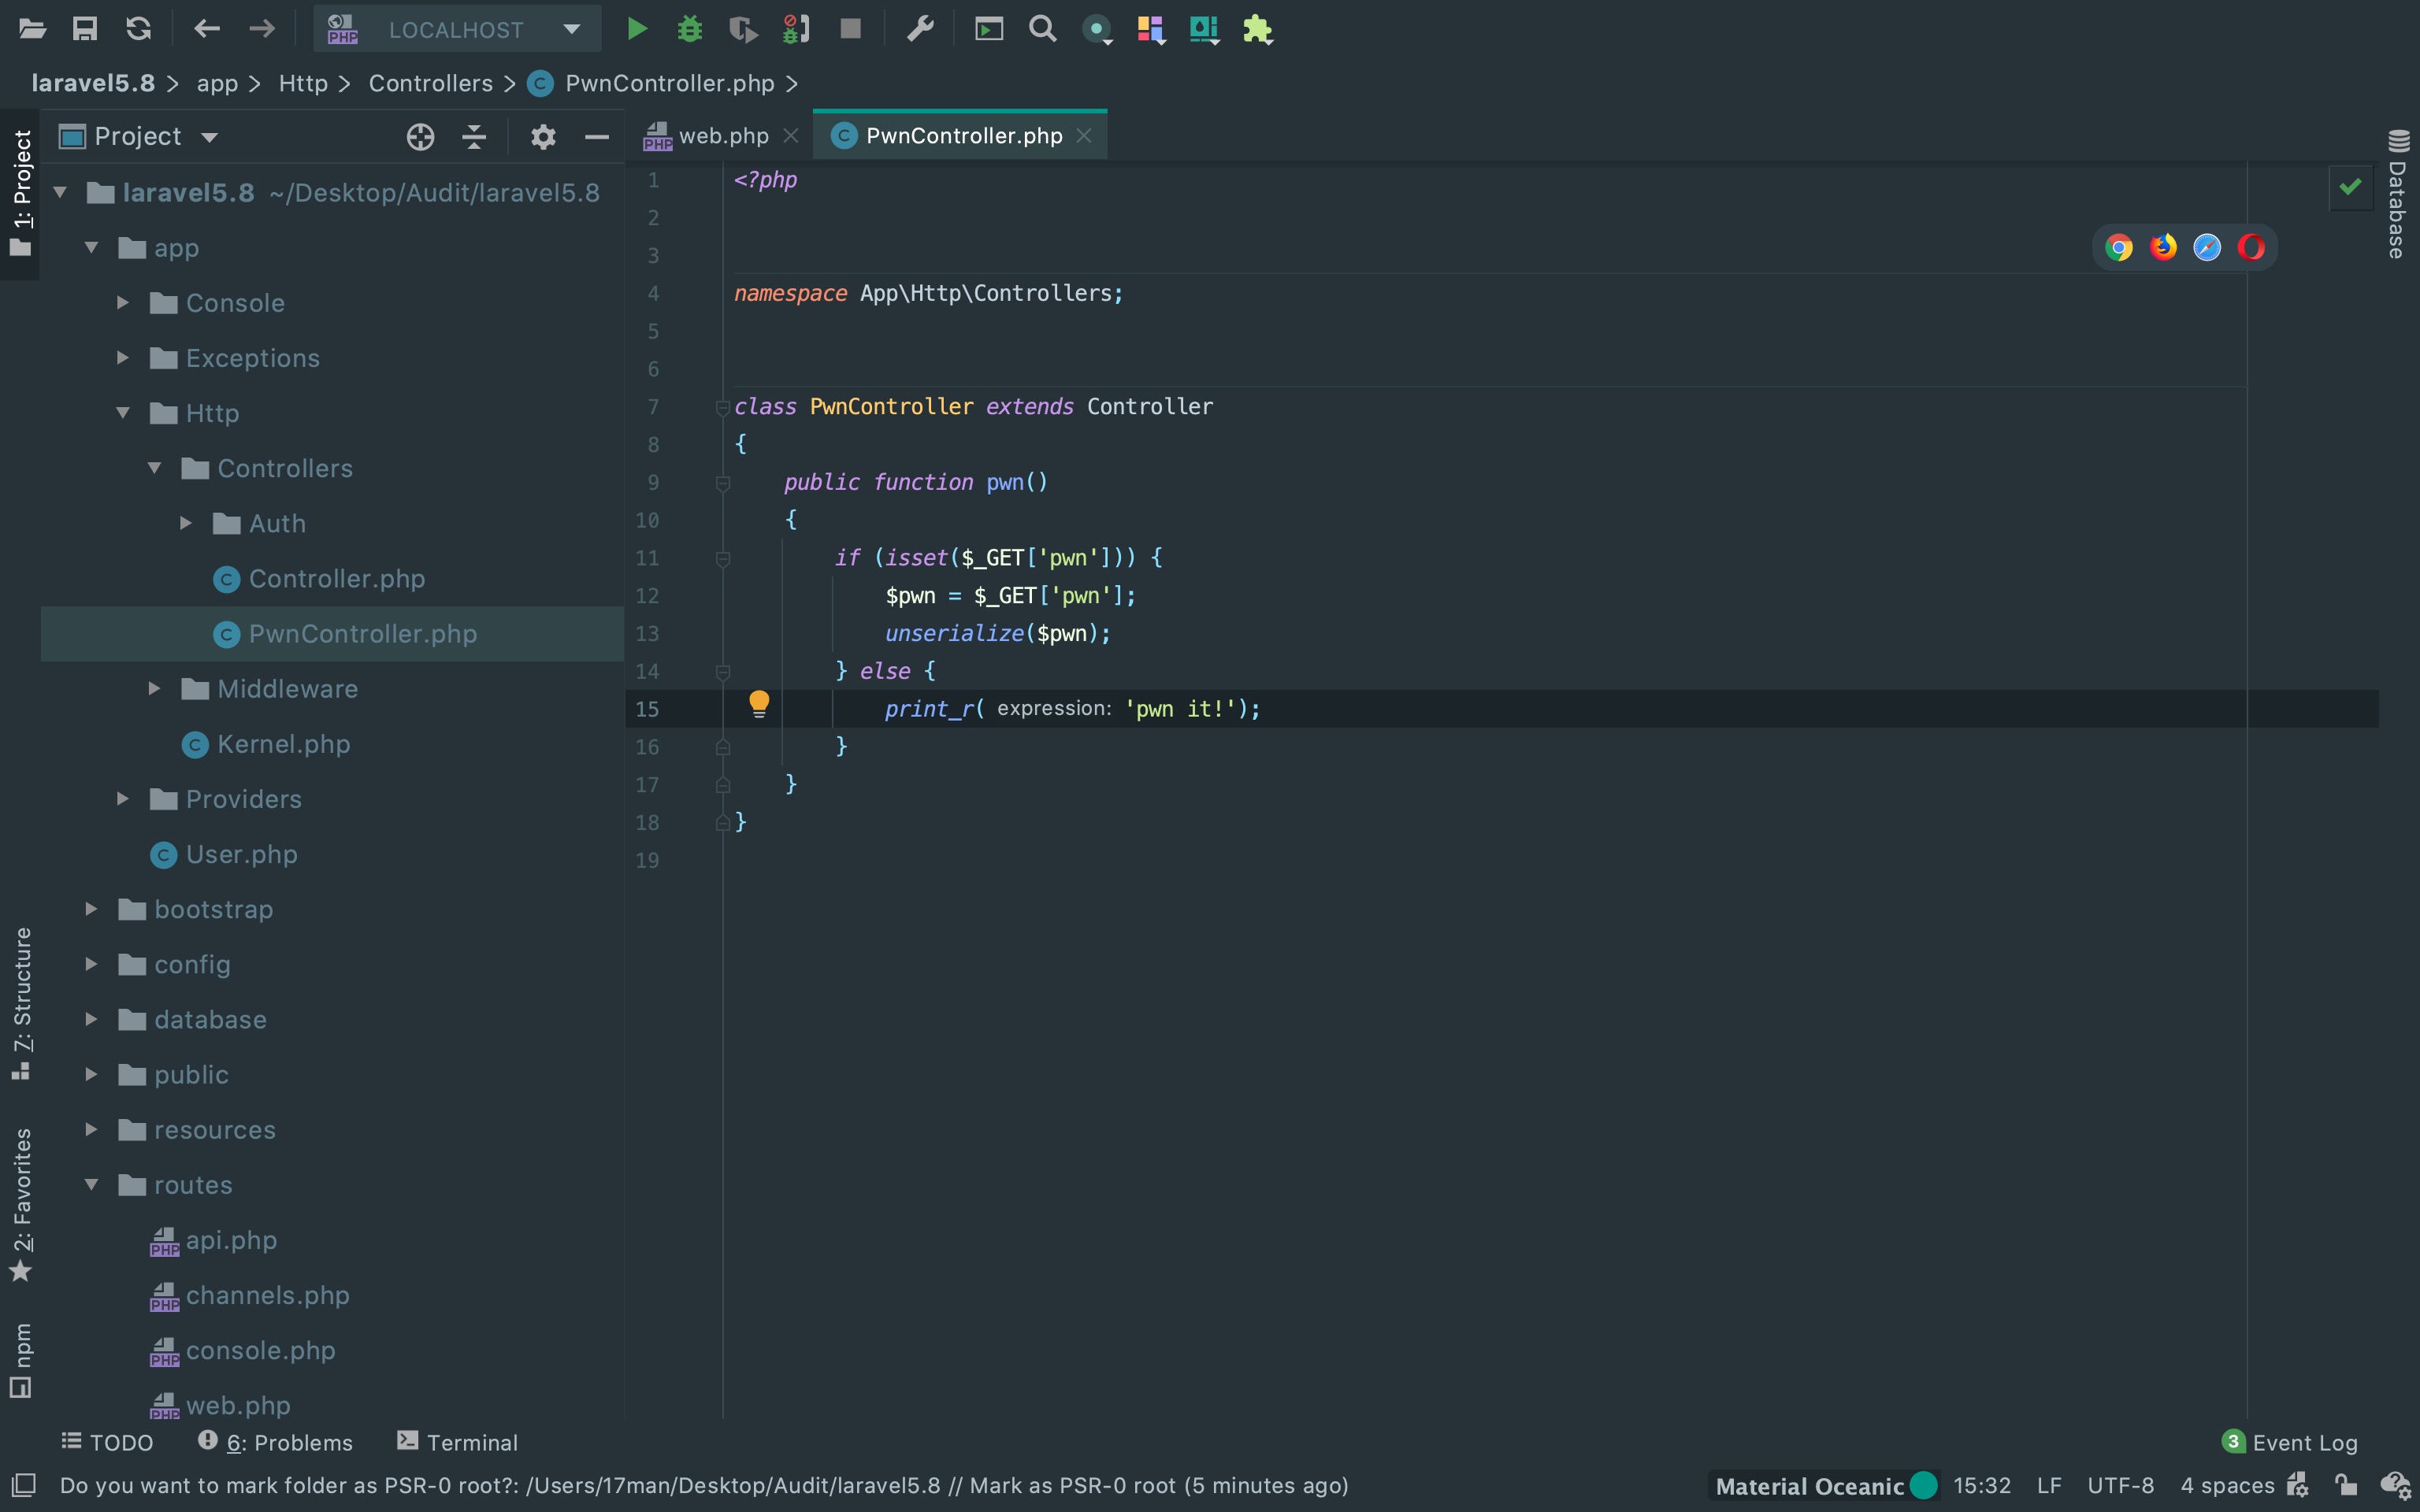 LOCALHOST
laravel5.8 > app > Http > Controllers > C PwnController.php >
1: Project
Project
web.php
C PwnController.php
Database
laravel5.8 ~/Desktop/Audit/laravel5.8
app
Console
Exceptions
Http
Controllers
Auth
C Controller.php
C PwnController.php
Middleware
C Kernel.php
Providers
C User.php
bootstrap
config
database
public
resources
routes
PHP api.php
PHP channels.php
PHP console.php
PHP web.php
7: Structure
2: Favorites
npm
1 <?php
2
3
4 namespace App\Http\Controllers;
5
6
7 class PwnController extends Controller
8 {
9 public function pwn()
10 {
11 if (isset($_GET['pwn'])) {
12 $pwn = $_GET['pwn'];
13 unserialize($pwn);
14 } else {
15 print_r( expression: 'pwn it!');
16 }
17 }
18 }
19
TODO 6: Problems Terminal
3 Event Log
Do you want to mark folder as PSR-0 root?: /Users/17man/Desktop/Audit/laravel5.8 // Mark as PSR-0 root (5 minutes ago)
Material Oceanic 15:32 LF UTF-8 4 spaces